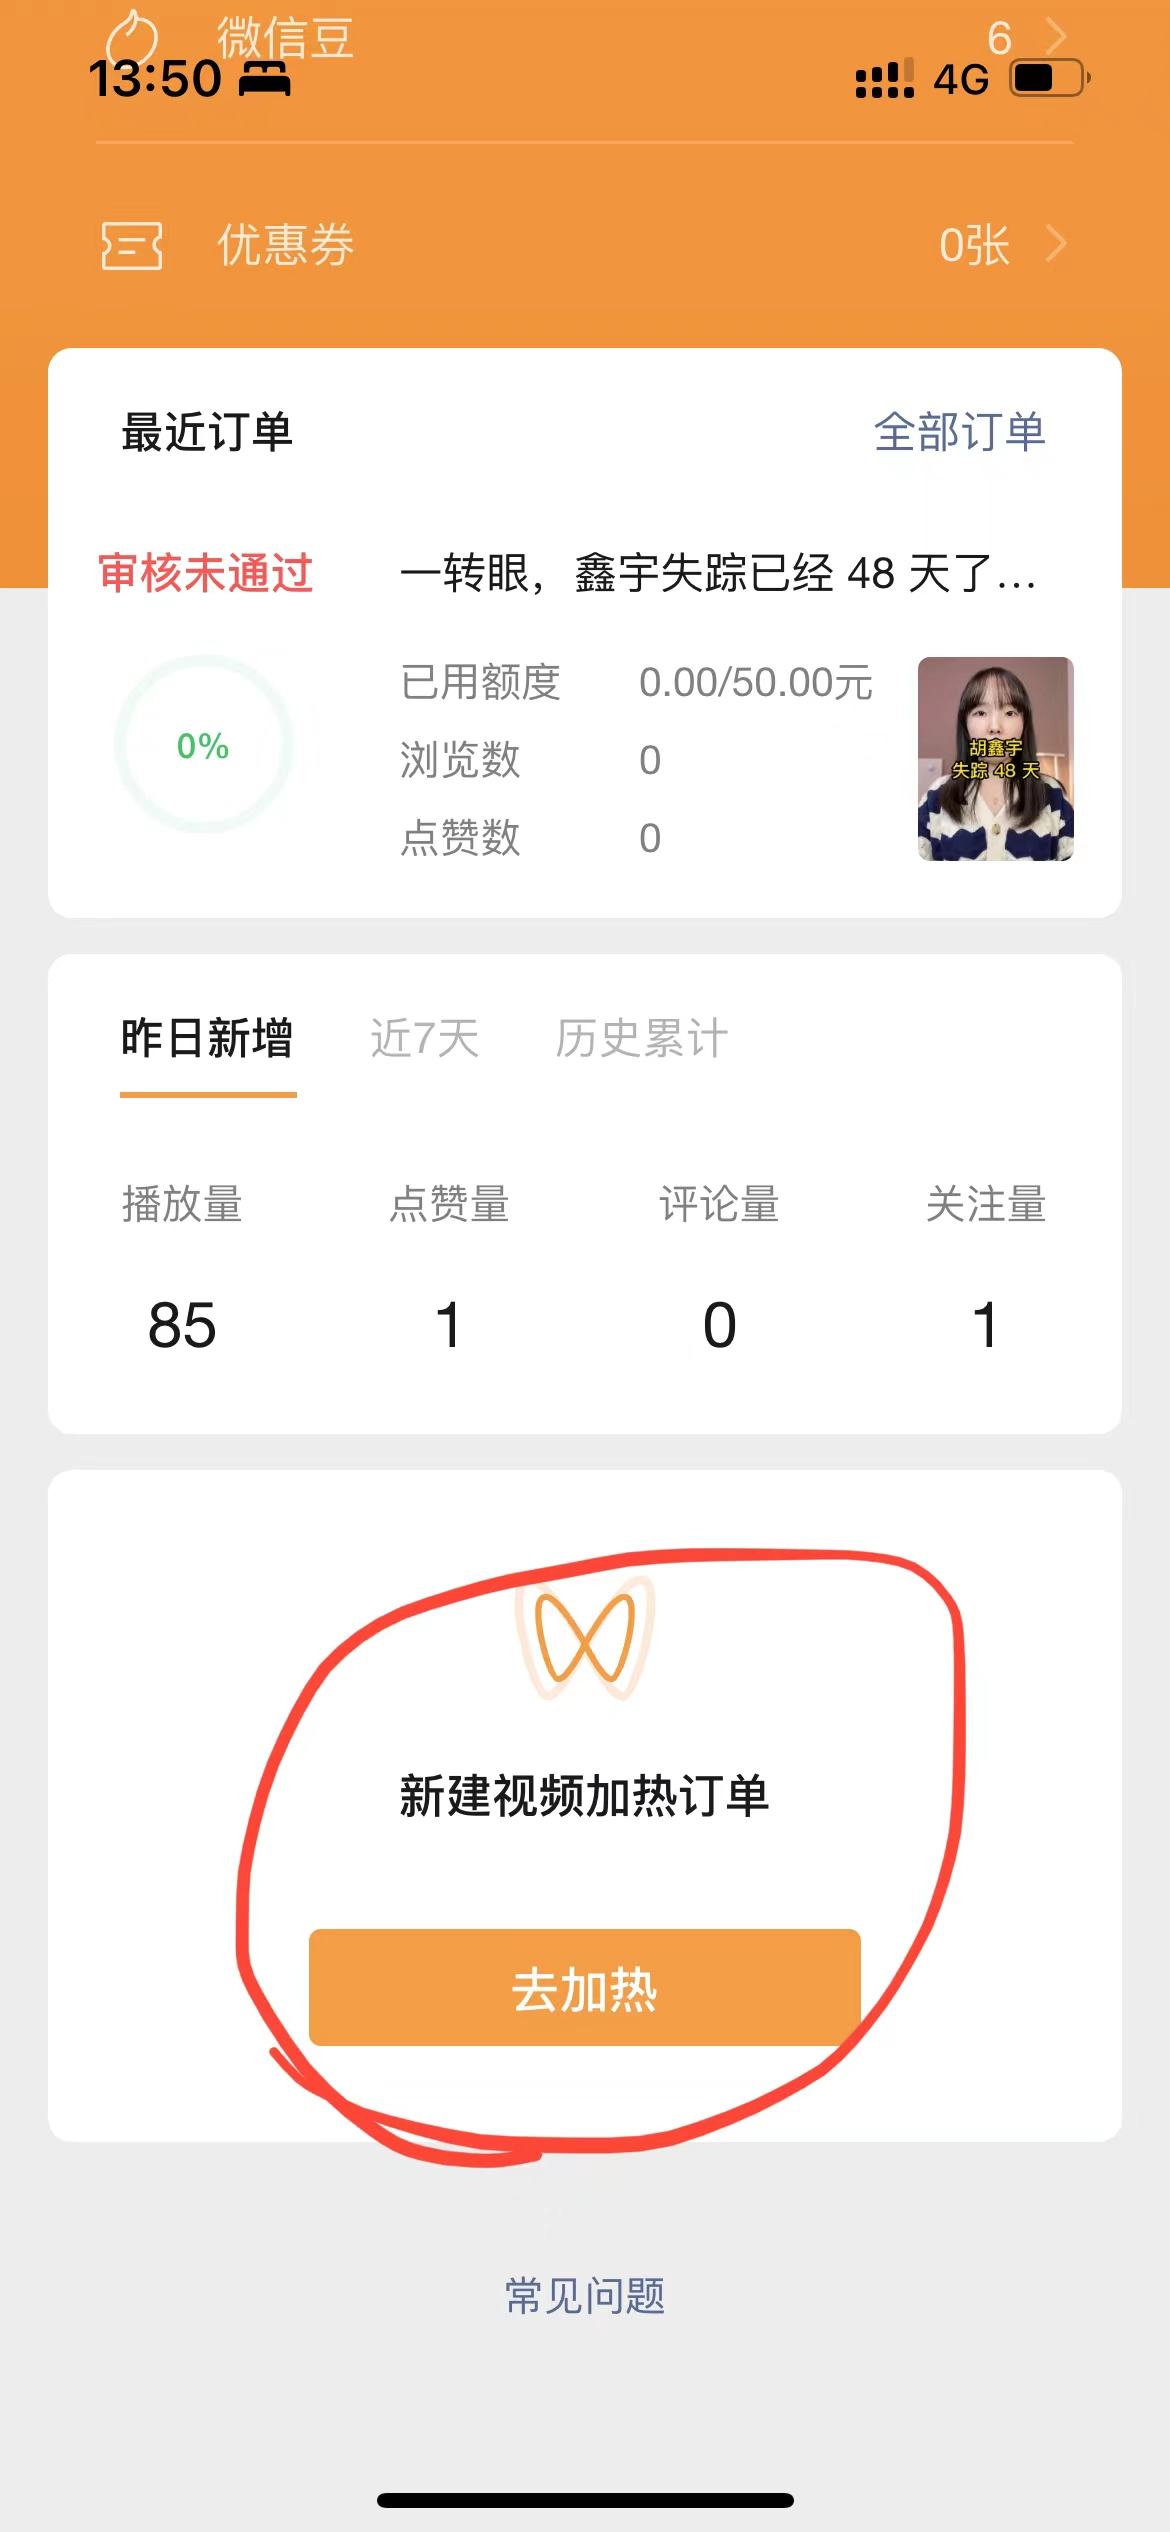 微信豆 6
13:50 4G
优惠券 0张
最近订单 全部订单
审核未通过 一转眼，鑫宇失踪已经 48 天了...
已用额度 0.00/50.00元
0%
浏览数 0
点赞数 0
胡鑫宇
失踪 48 天
昨日新增 近7天 历史累计
播放量 点赞量 评论量 关注量
85 1 0 1
新建视频加热订单
去加热
常见问题